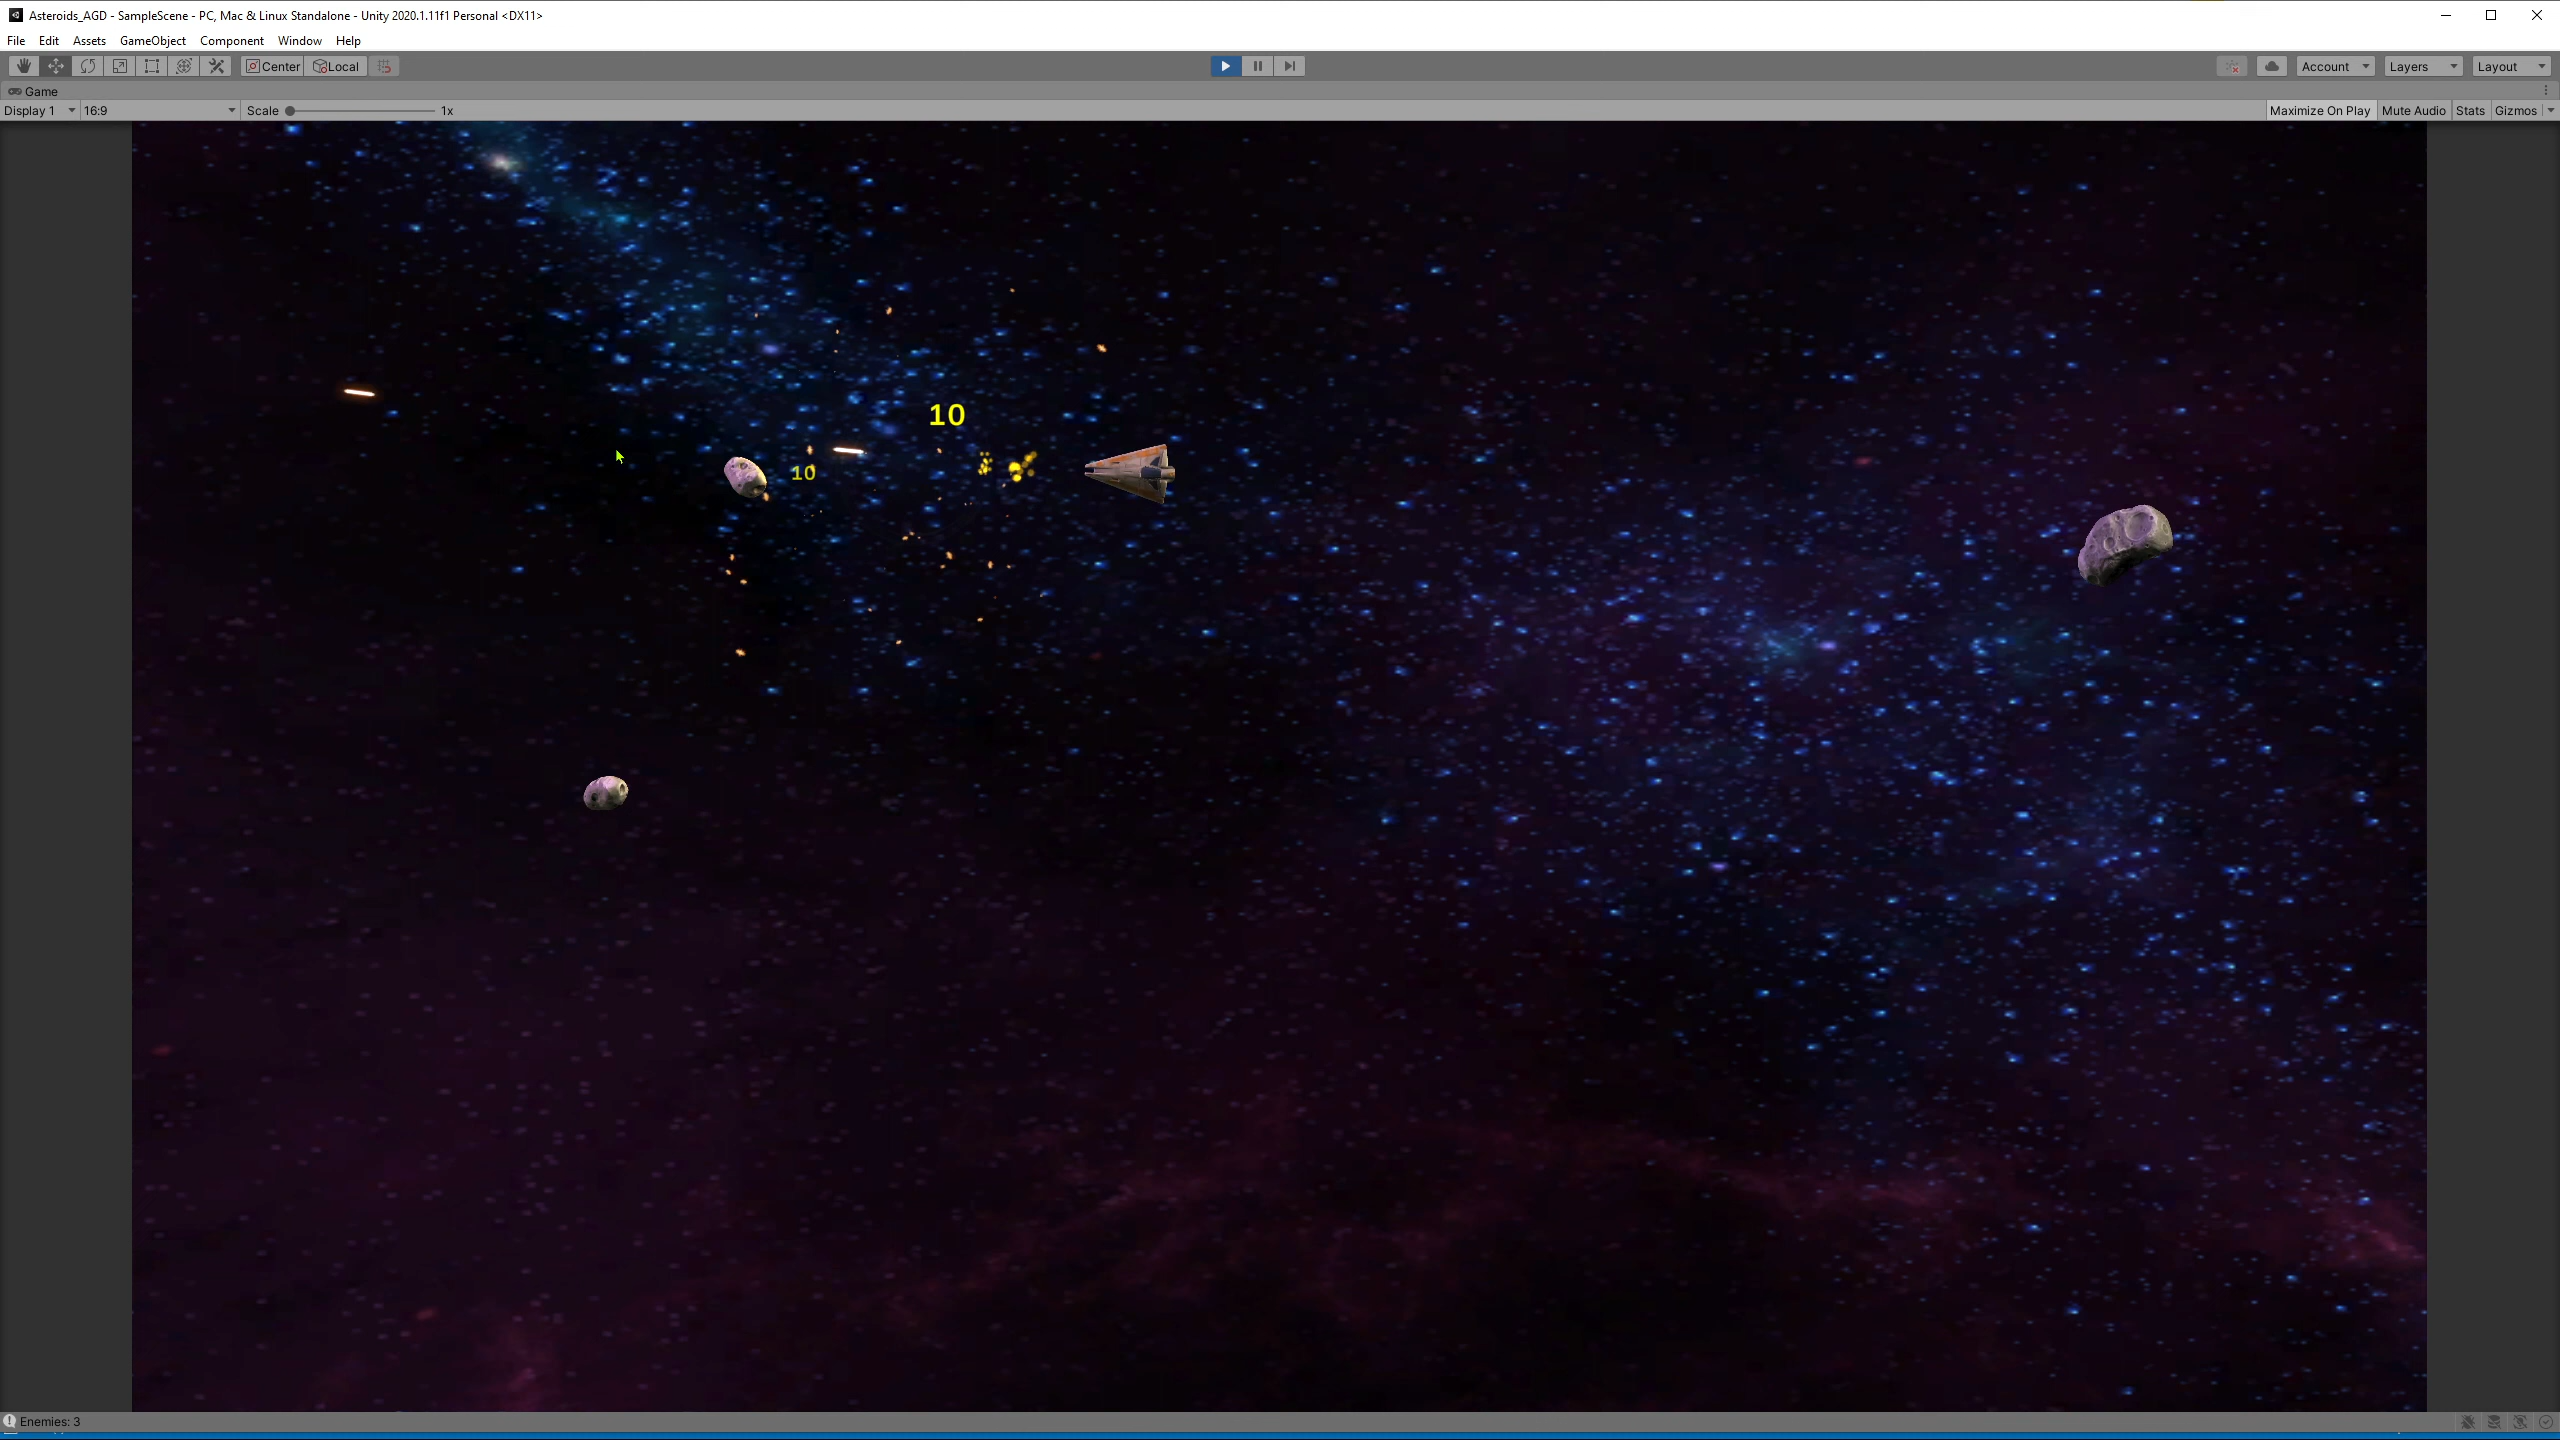 Asteroids_AGD - SampleScene - PC, Mac & Linux Standalone - Unity 2020.1.11f1 Personal <DX11>
File Edit Assets GameObject Component Window Help
Center Local Account Layers Layout
Game
Display 1 16:9 Scale 1x Maximize On Play Mute Audio Stats Gizmos
10
10
Enemies: 3